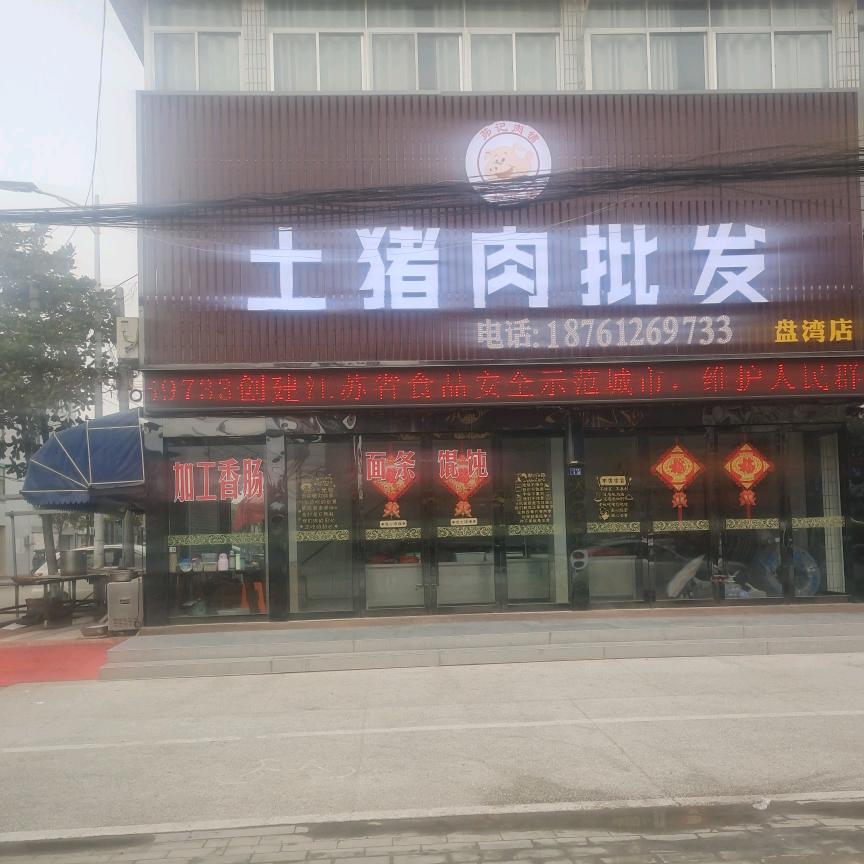 土猪肉批发
电话:18761269733
盘湾店
69733创建江苏省食品安全示范城市,维护人民群
加工香肠
面条
馄饨